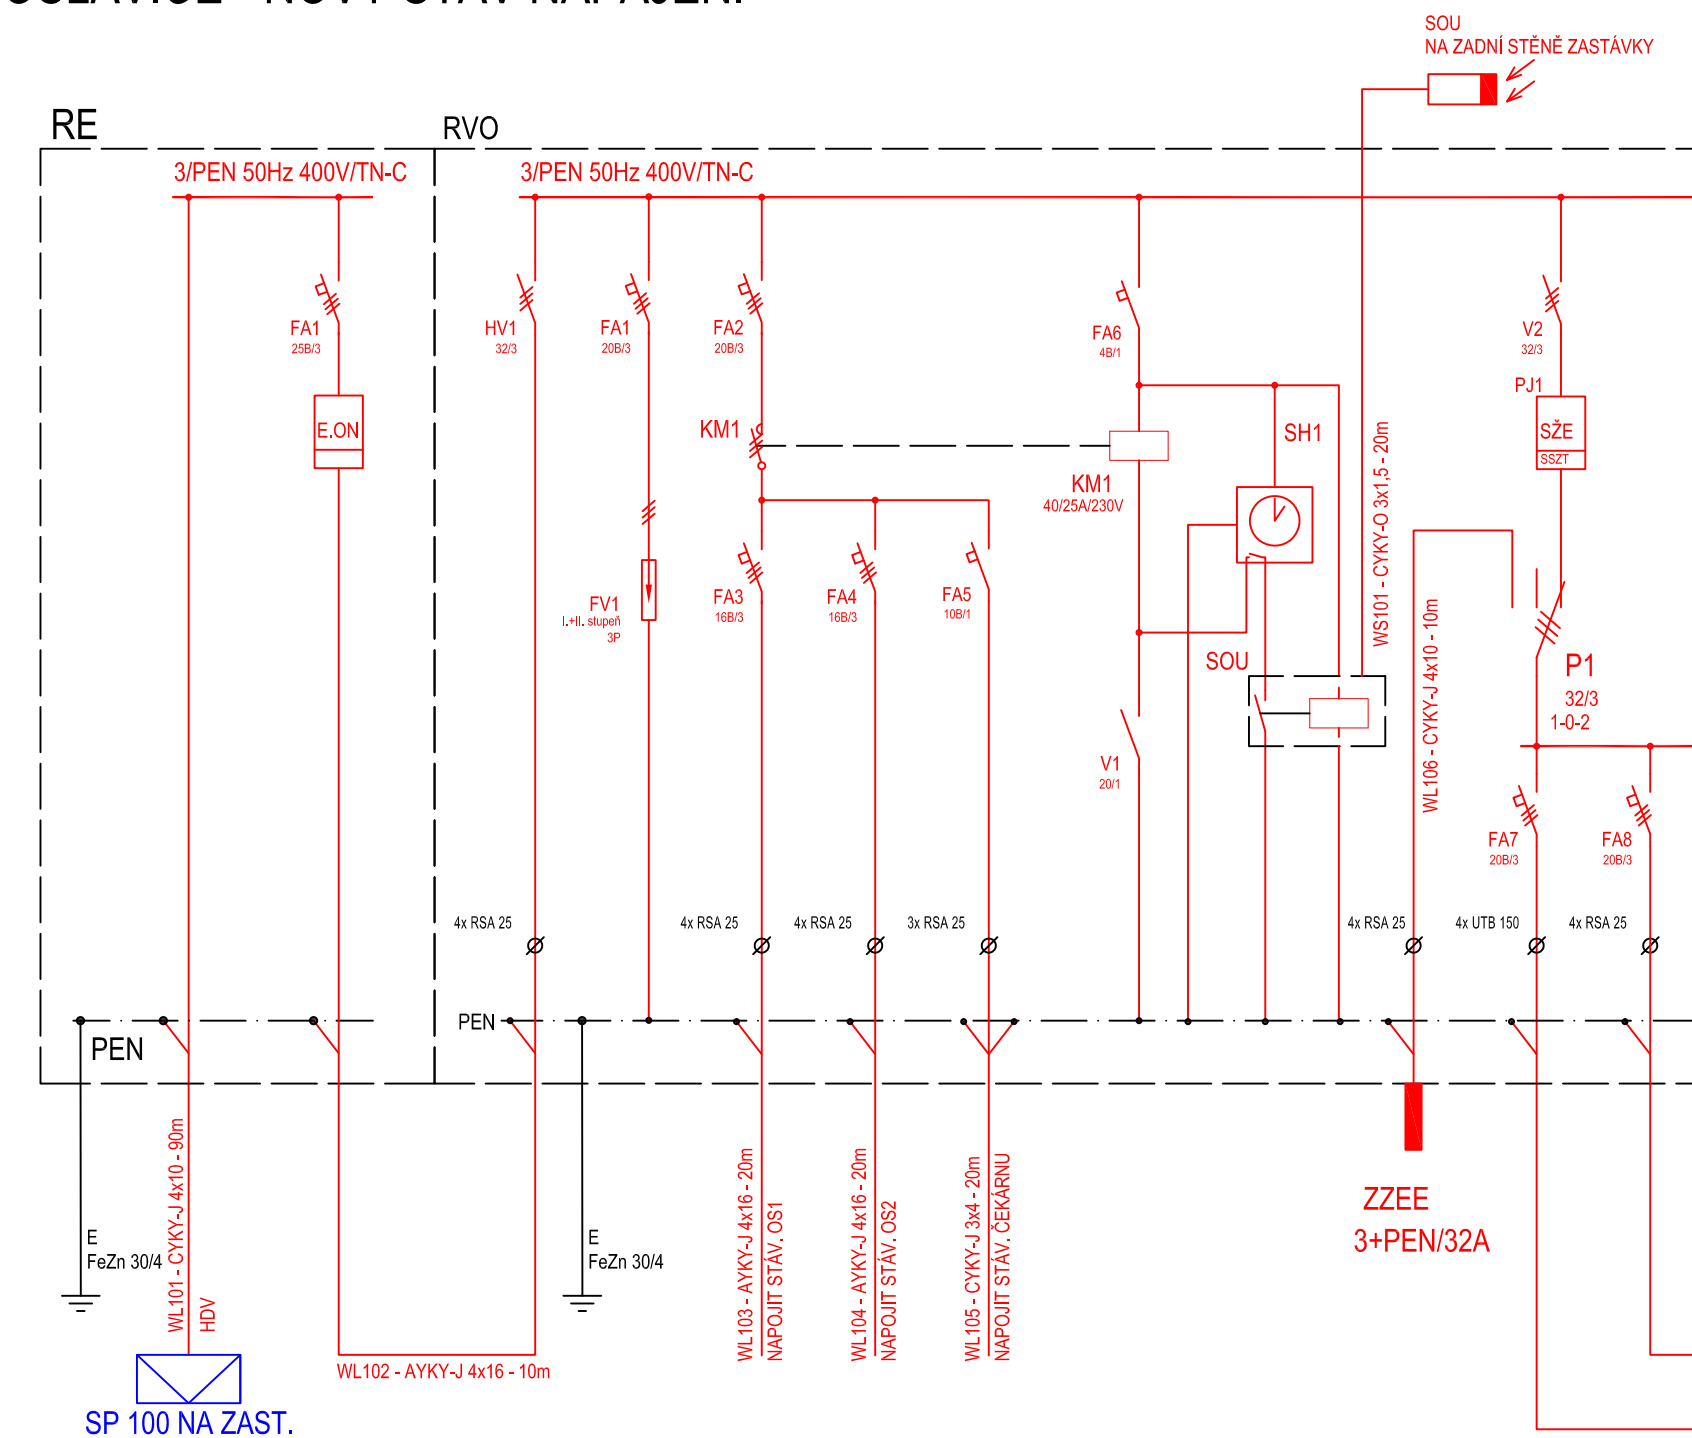 NOVÝ STAV NAPÁJENÍ
SOU
NA ZADNÍ STĚNĚ ZASTÁVKY
RE
RVO
3/PEN 50Hz 400V/TN-C
3/PEN 50Hz 400V/TN-C
FA1
25B/3
HV1
32/3
FA1
20B/3
FA2
20B/3
FA6
4B/1
V2
32/3
PJ1
E.ON
KM1
SH1
SŽE
SSZT
KM1
40/25A/230V
WS101 - CYKY-O 3x1,5 - 20m
FV1
I.+II. stupeň
3P
FA3
16B/3
FA4
16B/3
FA5
10B/1
SOU
P1
32/3
1-0-2
WL106 - CYKY-J 4x10 - 10m
V1
20/1
FA7
20B/3
FA8
20B/3
4x RSA 25
4x RSA 25
4x RSA 25
3x RSA 25
4x RSA 25
4x UTB 150
4x RSA 25
PEN
PEN
E
FeZn 30/4
WL101 - CYKY-J 4x10 - 90m
HDV
E
FeZn 30/4
WL103 - AYKY-J 4x16 - 20m
NAPOJIT STÁV. OS1
WL104 - AYKY-J 4x16 - 20m
NAPOJIT STÁV. OS2
WL105 - CYKY-J 3x4 - 20m
NAPOJIT STÁV. ČEKÁRNU
ZZEE
3+PEN/32A
WL102 - AYKY-J 4x16 - 10m
SP 100 NA ZAST.